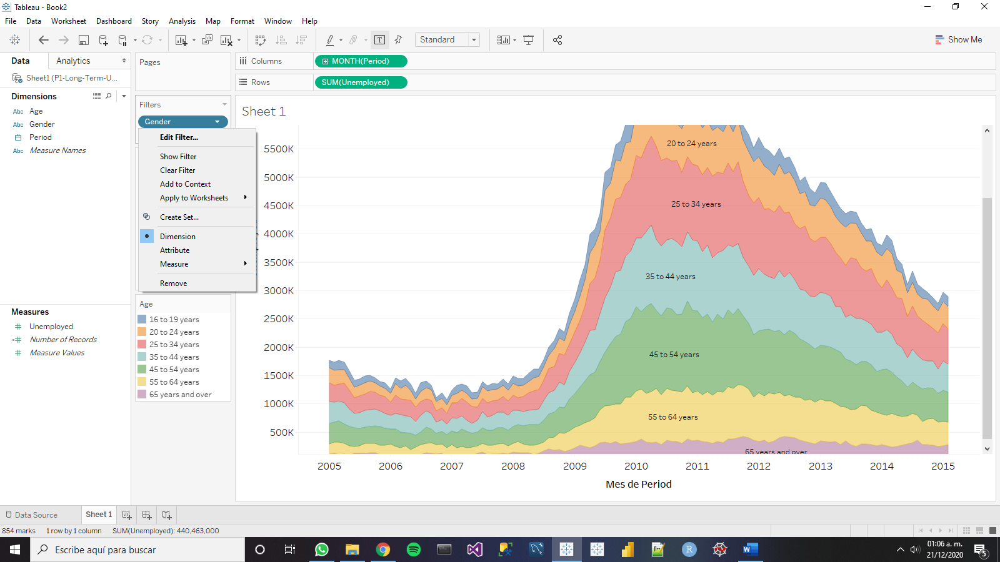 Tableau - Book2
File Data Worksheet Dashboard Story Analysis Map Format Window Help
Standard
Show Me
Data Analytics
Sheet1 (P1-Long-Term-U...
Dimensions
Abc Age
Abc Gender
Period
Abc Measure Names
Measures
Unemployed
Number of Records
Measure Values
Pages
Filters
Gender
Edit Filter...
Show Filter
Clear Filter
Add to Context
Apply to Worksheets
Create Set...
Dimension
Attribute
Measure
Remove
Age
16 to 19 years
20 to 24 years
25 to 34 years
35 to 44 years
45 to 54 years
55 to 64 years
65 years and over
Columns MONTH(Period)
Rows SUM(Unemployed)
Sheet 1
5500K
5000K
4500K
4000K
3500K
3000K
2500K
2000K
1500K
1000K
500K
20 to 24 years
25 to 34 years
35 to 44 years
45 to 54 years
55 to 64 years
65 years and over
2005 2006 2007 2008 2009 2010 2011 2012 2013 2014 2015
Mes de Period
Data Source Sheet 1
854 marks 1 row by 1 column SUM(Unemployed): 440,463,000
Escribe aquí para buscar
01:06 a. m.
21/12/2020
5